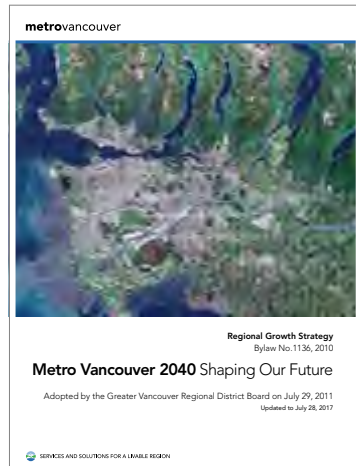 metrovancouver
Regional Growth Strategy
Bylaw No.1136, 2010
Metro Vancouver 2040 Shaping Our Future
Adopted by the Greater Vancouver Regional District Board on July 29, 2011
Updated to July 28, 2017
SERVICES AND SOLUTIONS FOR A LIVABLE REGION